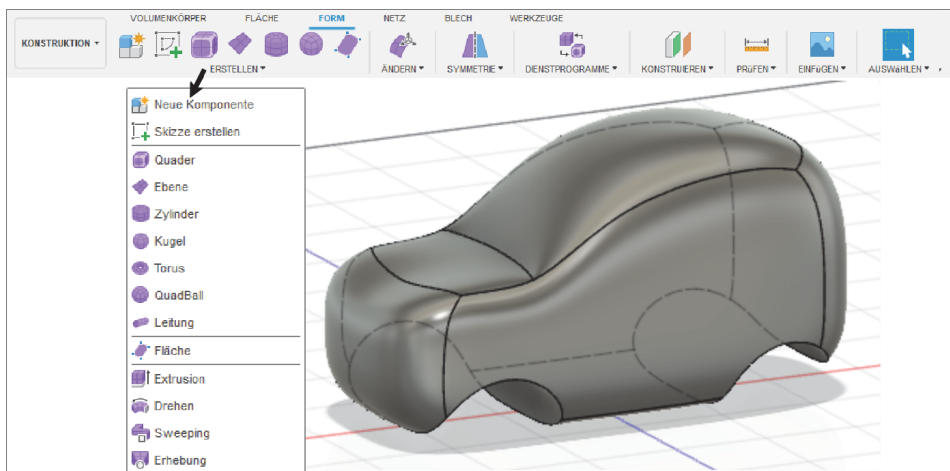 VOLUMENKÖRPER FLÄCHE FORM NETZ BLECH WERKZEUGE
KONSTRUKTION
ERSTELLEN ÄNDERN SYMMETRIE DIENSTPROGRAMME KONSTRUIEREN PRÜFEN EINFÜGEN AUSWÄHLEN
Neue Komponente
Skizze erstellen
Quader
Ebene
Zylinder
Kugel
Torus
QuadBall
Leitung
Fläche
Extrusion
Drehen
Sweeping
Erhebung